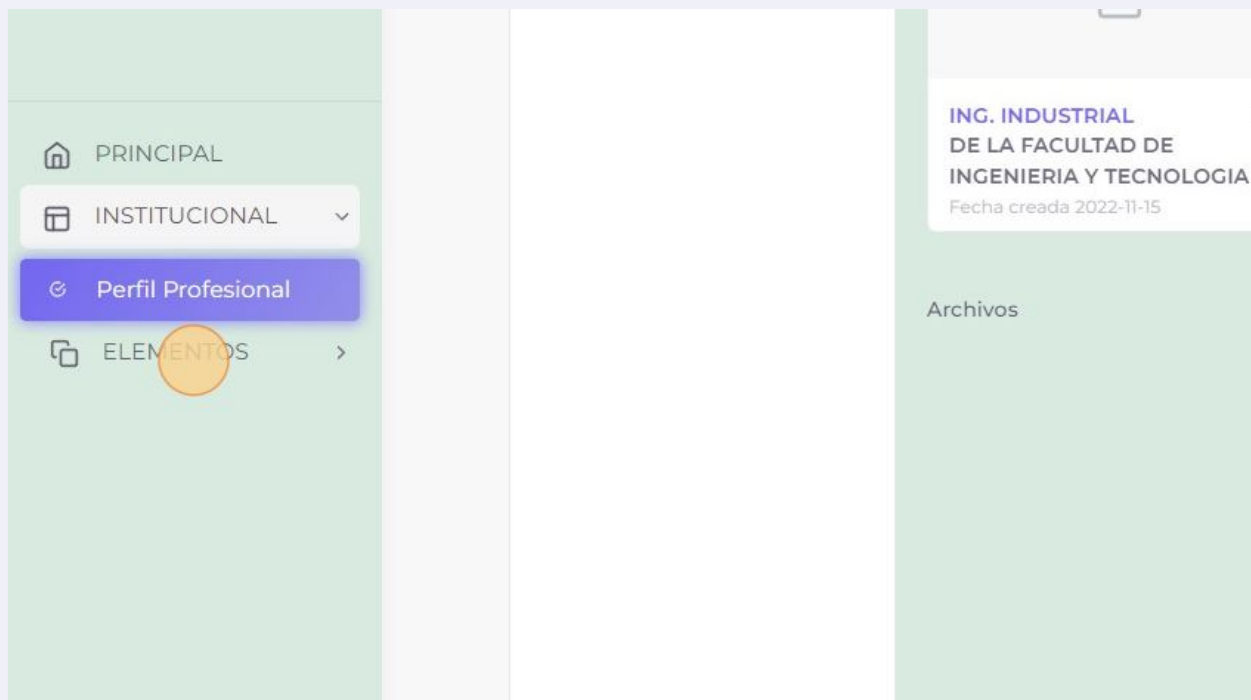 PRINCIPAL
INSTITUCIONAL
Perfil Profesional
ELEMENTOS
ING. INDUSTRIAL
DE LA FACULTAD DE
INGENIERIA Y TECNOLOGIA
Fecha creada 2022-11-15
Archivos